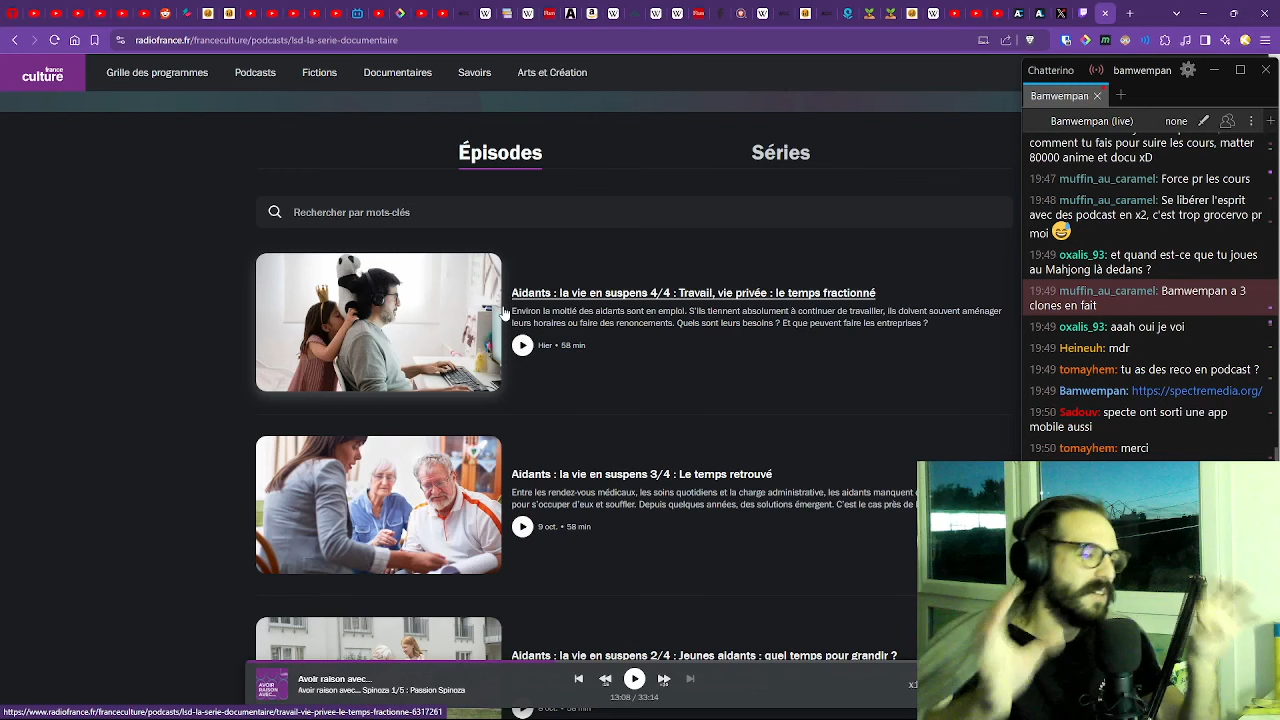 radiofrance.fr/franceculture/podcasts/lsd-la-serie-documentaire
france
culture
Grille des programmes
Podcasts
Fictions
Documentaires
Savoirs
Arts et Création
Épisodes
Séries
Rechercher par mots-clés
Aidants : la vie en suspens 4/4 : Travail, vie privée : le temps fractionné
Environ la moitié des aidants sont en emploi. S'ils tiennent absolument à continuer de travailler, ils doivent souvent aménager
leurs horaires ou faire des renoncements. Quels sont leurs besoins ? Et que peuvent faire les entreprises ?
Hier • 58 min
Aidants : la vie en suspens 3/4 : Le temps retrouvé
Entre les rendez-vous médicaux, les soins quotidiens et la charge administrative, les aidants manquent
pour s'occuper d'eux et souffler. Depuis quelques années, des solutions émergent. C'est le cas près de
9 oct. • 58 min
Aidants : la vie en suspens 2/4 : Jeunes aidants : quel temps pour grandir ?
AVOIR
RAISON
AVEC...
Avoir raison avec...
Avoir raison avec... Spinoza 1/5 : Passion Spinoza
13:08 / 33:14
x1
https://www.radiofrance.fr/franceculture/podcasts/lsd-la-serie-documentaire/travail-vie-privee-le-temps-fractionne-6317261
Chatterino
bamwempan
Bamwempan
Bamwempan (live)
none
comment tu fais pour suire les cours, matter
80000 anime et docu xD
19:47 muffin_au_caramel: Force pr les cours
19:48 muffin_au_caramel: Se libérer l'esprit
avec des podcast en x2, c'est trop grocervo pr
moi
19:49 oxalis_93: et quand est-ce que tu joues
au Mahjong là dedans ?
19:49 muffin_au_caramel: Bamwempan a 3
clones en fait
19:49 oxalis_93: aaah oui je voi
19:49 Heineuh: mdr
19:49 tomayhem: tu as des reco en podcast ?
19:49 Bamwempan: https://spectremedia.org/
19:50 Sadouv: specte ont sorti une app
mobile aussi
19:50 tomayhem: merci